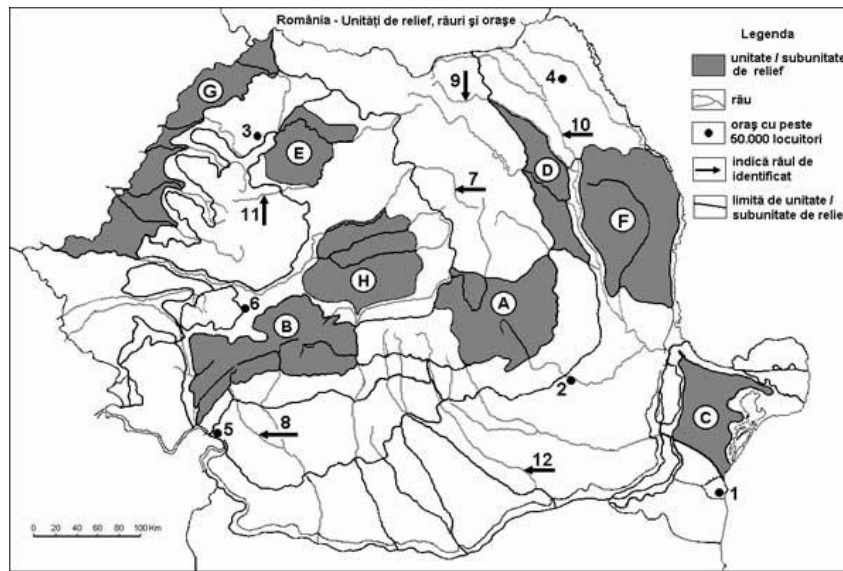 România - Unități de relief, râuri și orașe
Legenda
unitate / subunitate
de relief
râu
oraș cu peste
50.000 locuitori
indică râul de
identificat
limită de unitate /
subunitate de relie
G
3
E
9
4
10
D
7
F
11
H
A
6
B
2
C
5
8
12
1
0 20 40 60 80 100 Km